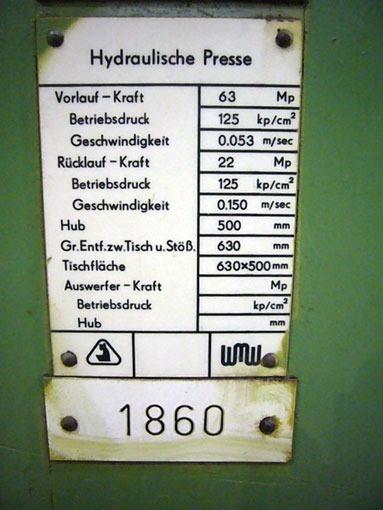 Hydraulische Presse
Vorlauf – Kraft 63 Mp
Betriebsdruck 125 kp/cm²
Geschwindigkeit 0.053 m/sec
Rücklauf – Kraft 22 Mp
Betriebsdruck 125 kp/cm²
Geschwindigkeit 0.150 m/sec
Hub 500 mm
Gr.Entf.zw.Tisch u.Stöß. 630 mm
Tischfläche 630×500 mm
Auswerfer – Kraft Mp
Betriebsdruck kp/cm²
Hub mm
WMW
1860